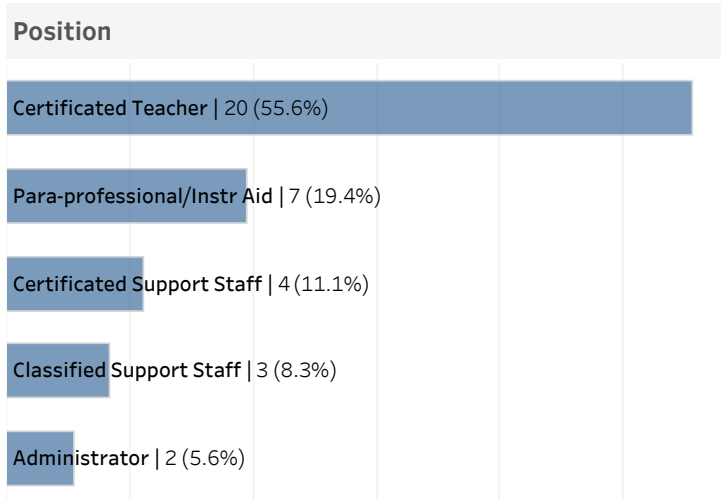 Position
Certificated Teacher | 20 (55.6%)
Para-professional/Instr Aid | 7 (19.4%)
Certificated Support Staff | 4 (11.1%)
Classified Support Staff | 3 (8.3%)
Administrator | 2 (5.6%)